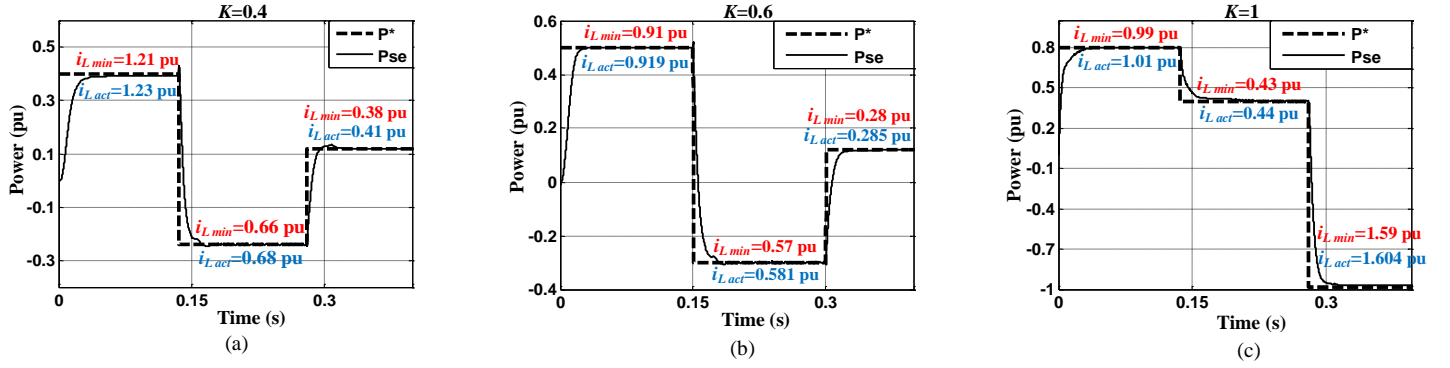 K=0.4
Power (pu)
0.5
0.3
0.1
-0.1
-0.3
P*
Pse
i_L min=1.21 pu
i_L act=1.23 pu
i_L min=0.38 pu
i_L act=0.41 pu
i_L min=0.66 pu
i_L act=0.68 pu
0 0.15 0.3
Time (s)
(a)
K=0.6
Power (pu)
0.6
0.4
0.2
0
-0.2
-0.4
P*
Pse
i_L min=0.91 pu
i_L act=0.919 pu
i_L min=0.28 pu
i_L act=0.285 pu
i_L min=0.57 pu
i_L act=0.581 pu
0 0.15 0.3
Time (s)
(b)
K=1
Power (pu)
0.8
0.5
0.2
-0.1
-0.4
-0.7
-1
P*
Pse
i_L min=0.99 pu
i_L act=1.01 pu
i_L min=0.43 pu
i_L act=0.44 pu
i_L min=1.59 pu
i_L act=1.604 pu
0 0.15 0.3
Time (s)
(c)